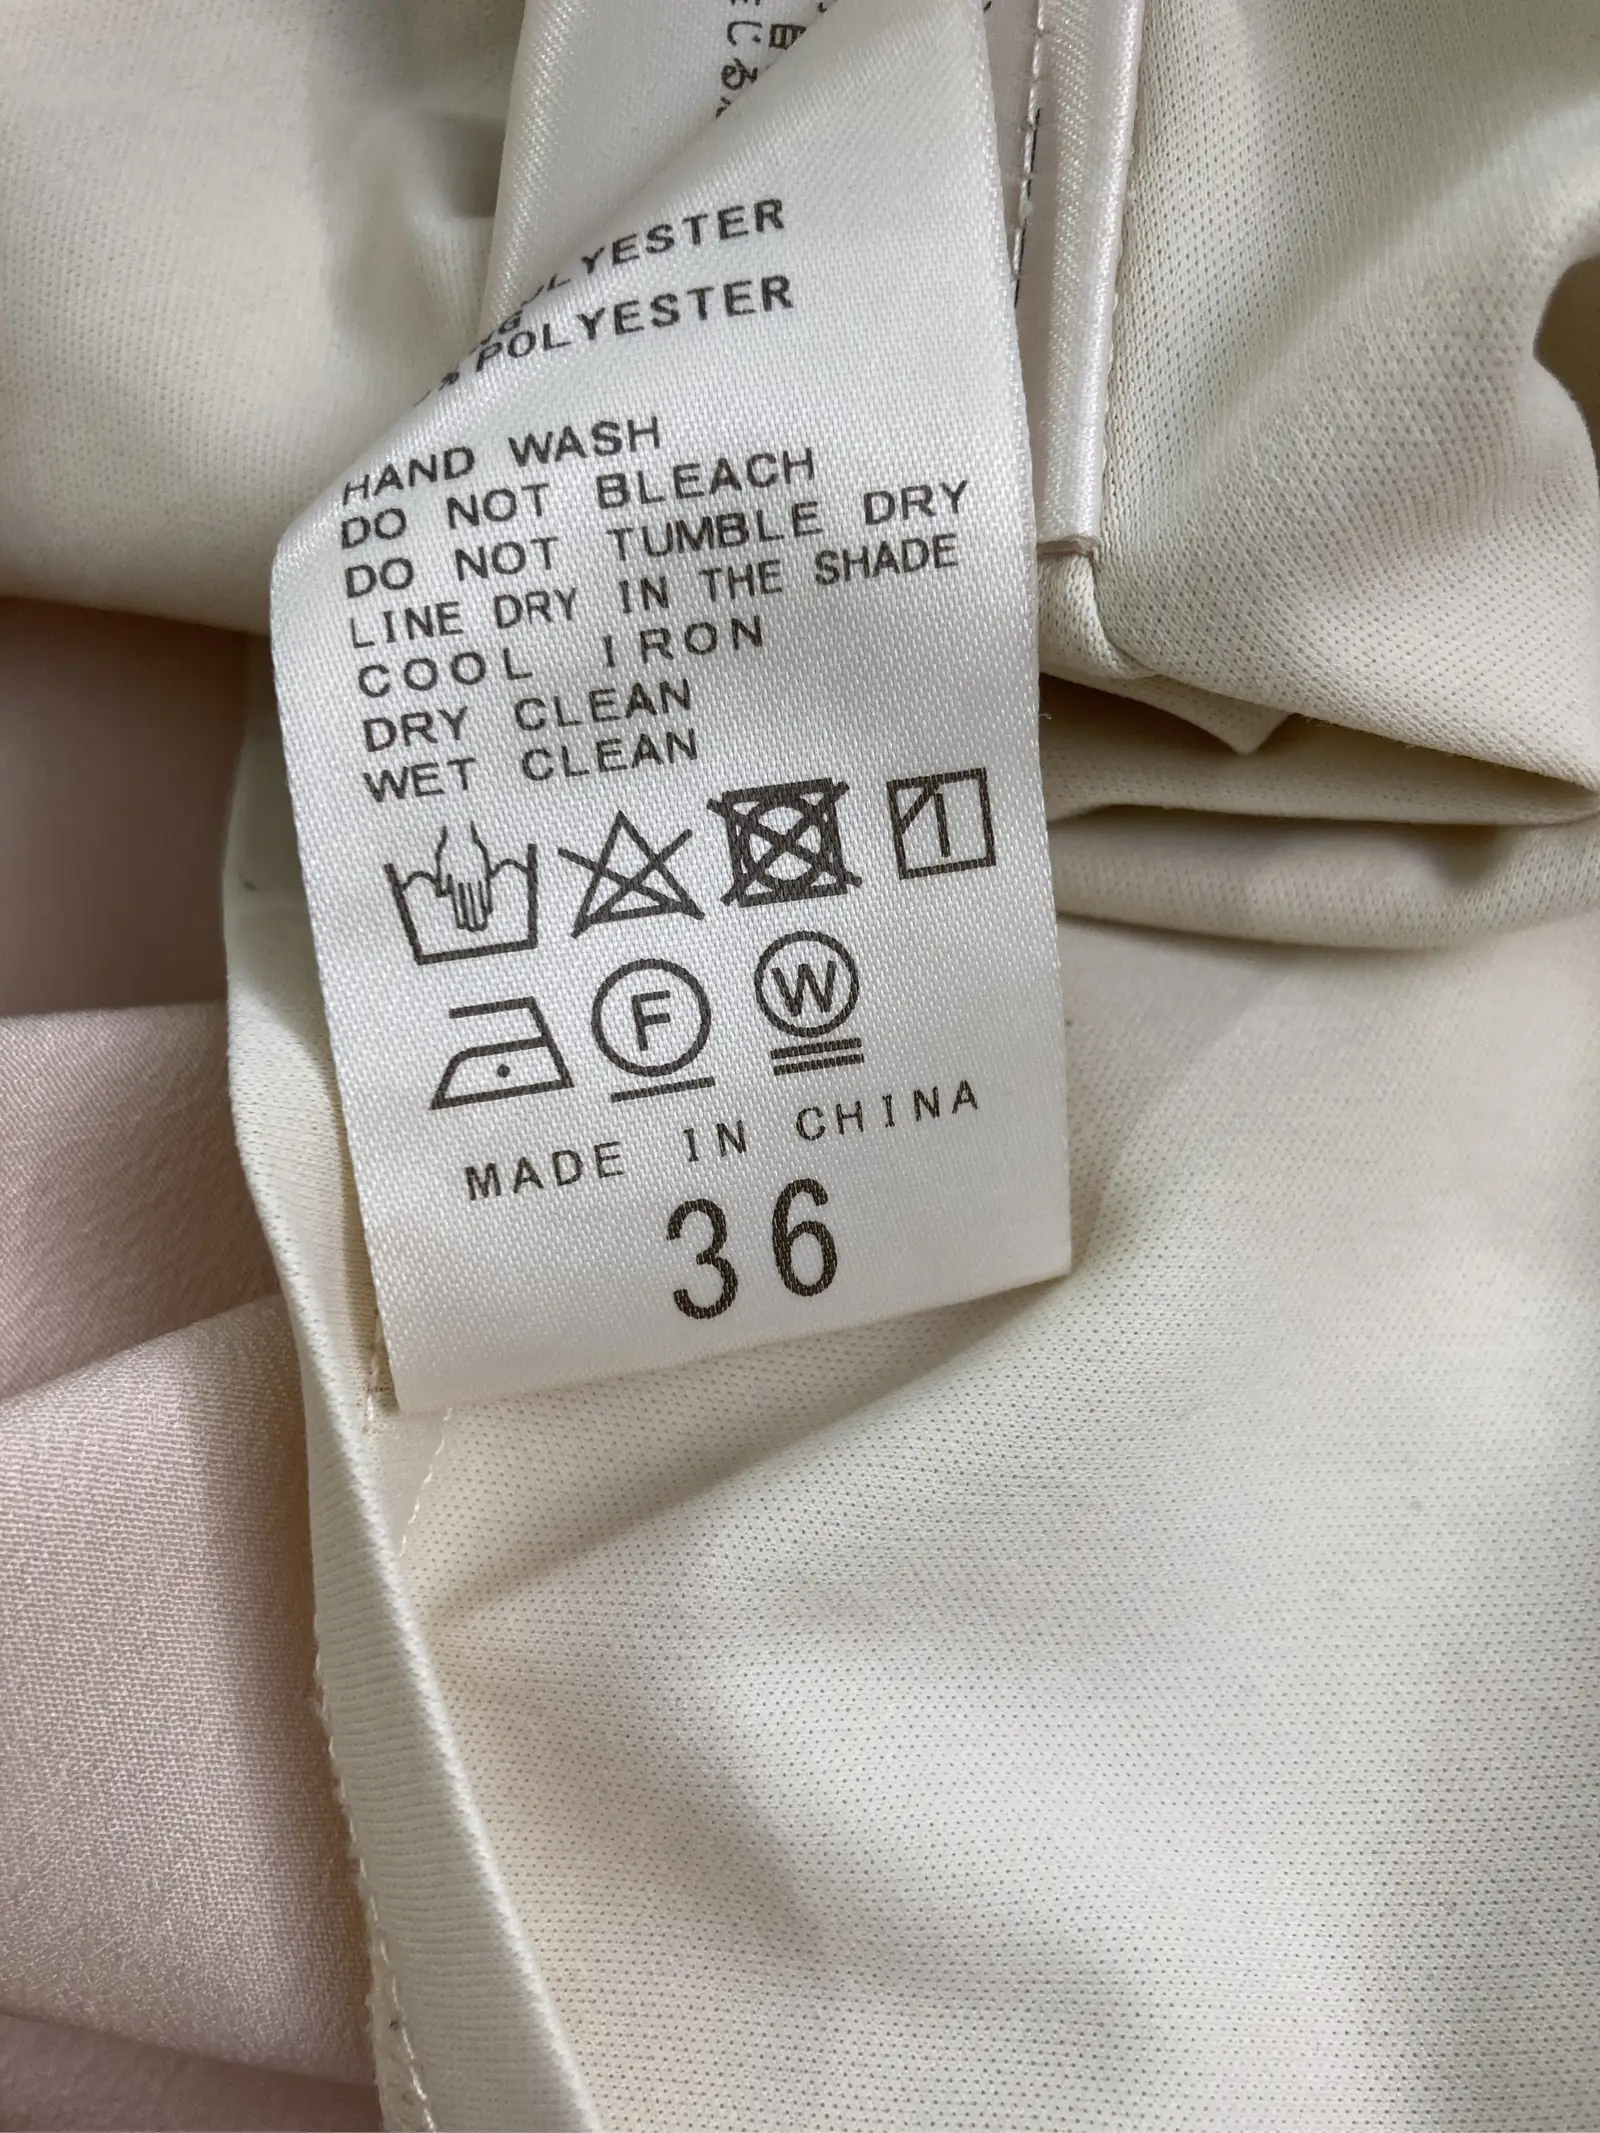 POLYESTER
HAND WASH
DO NOT BLEACH
DO NOT TUMBLE DRY
LINE DRY IN THE SHADE
COOL IRON
DRY CLEAN
WET CLEAN
F
W
MADE IN CHINA
36